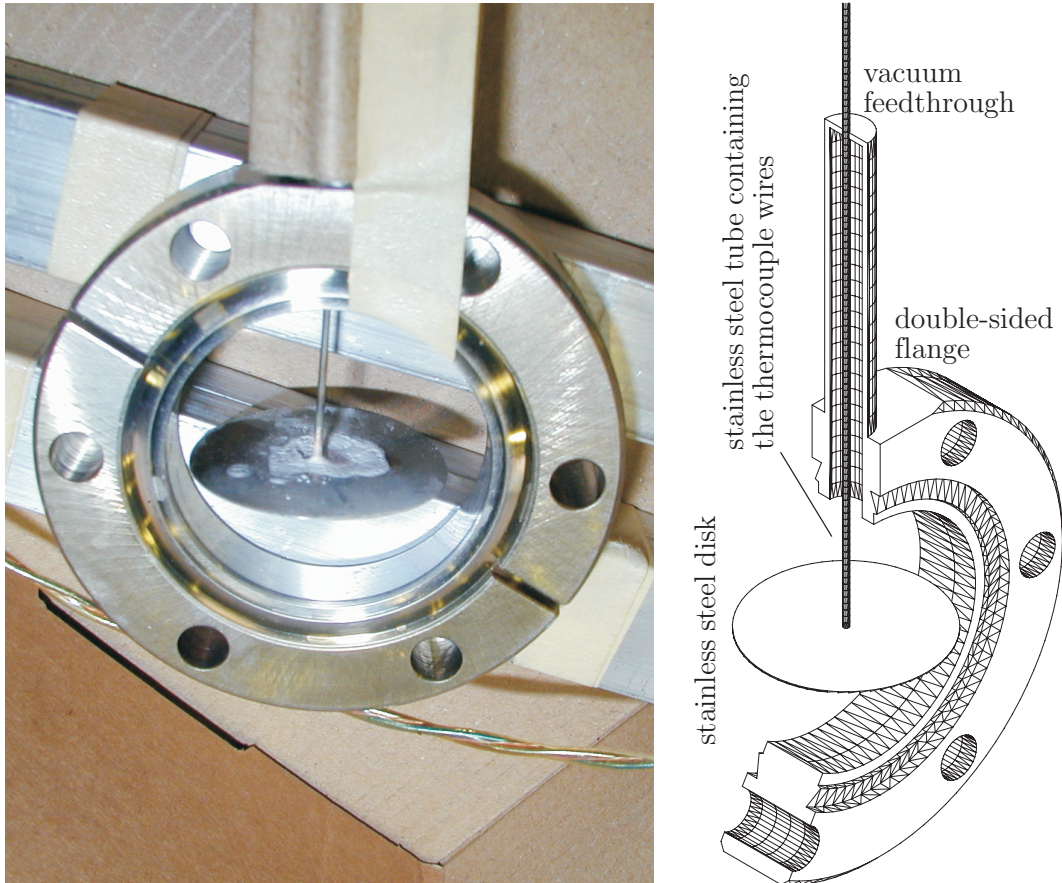 vacuum
feedthrough
stainless steel tube containing
the thermocouple wires
double-sided
flange
stainless steel disk